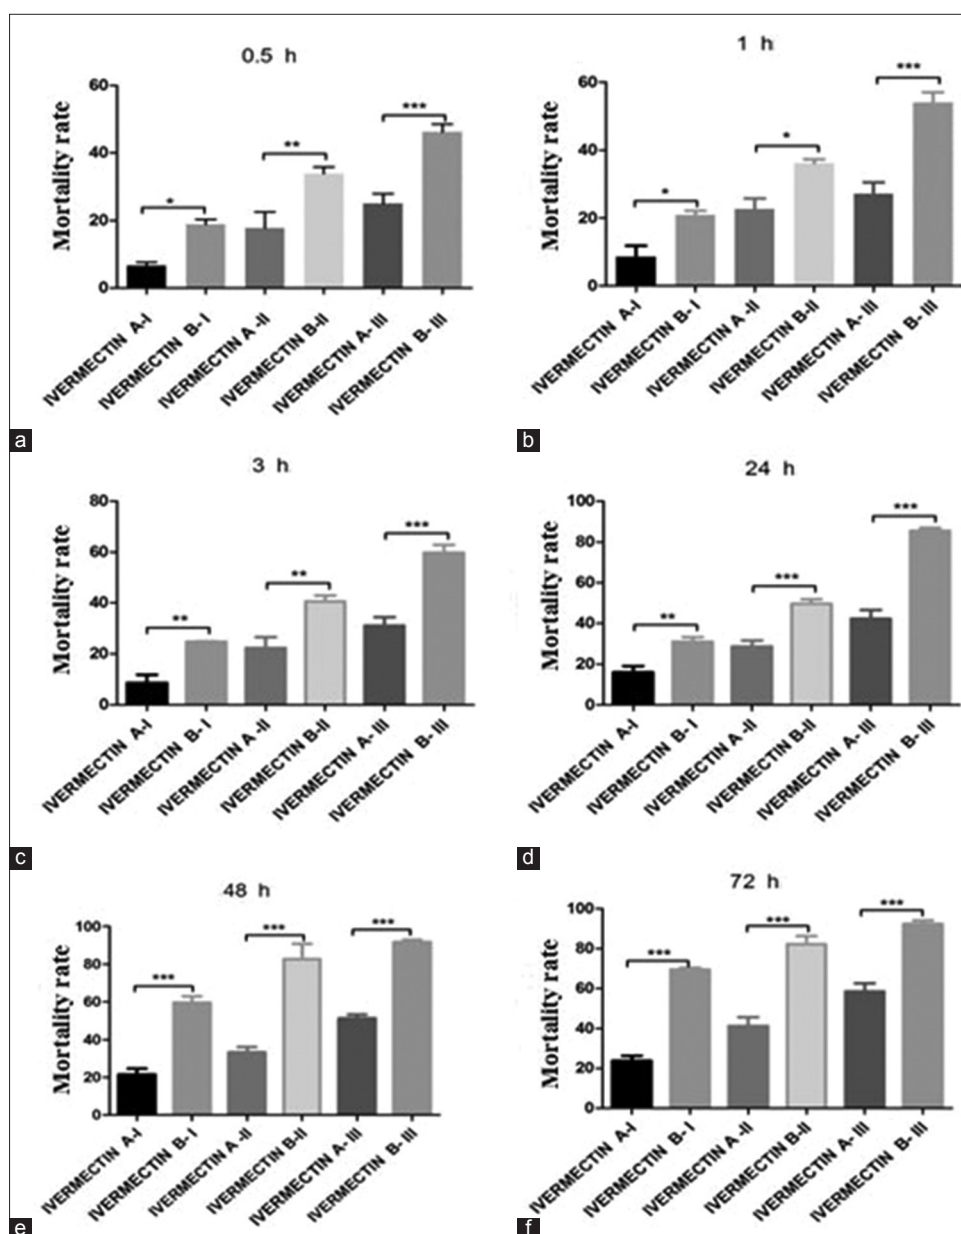 0.5 h
Mortality rate
60
40
20
0
*
**
***
IVERMECTIN A-I
IVERMECTIN B- I
IVERMECTIN A -II
IVERMECTIN B-II
IVERMECTIN A- III
IVERMECTIN B- III
a
1 h
Mortality rate
60
40
20
0
*
*
***
IVERMECTIN A-I
IVERMECTIN B- I
IVERMECTIN A -II
IVERMECTIN B-II
IVERMECTIN A- III
IVERMECTIN B- III
b
3 h
Mortality rate
80
60
40
20
0
**
**
***
IVERMECTIN A-I
IVERMECTIN B- I
IVERMECTIN A -II
IVERMECTIN B-II
IVERMECTIN A- III
IVERMECTIN B- III
c
24 h
Mortality rate
100
80
60
40
20
0
**
***
***
IVERMECTIN A-I
IVERMECTIN B- I
IVERMECTIN A -II
IVERMECTIN B-II
IVERMECTIN A- III
IVERMECTIN B- III
d
48 h
Mortality rate
100
80
60
40
20
0
***
***
***
IVERMECTIN A-I
IVERMECTIN B- I
IVERMECTIN A -II
IVERMECTIN B-II
IVERMECTIN A- III
IVERMECTIN B- III
e
72 h
Mortality rate
100
80
60
40
20
0
***
***
***
IVERMECTIN A-I
IVERMECTIN B- I
IVERMECTIN A -II
IVERMECTIN B-II
IVERMECTIN A- III
IVERMECTIN B- III
f